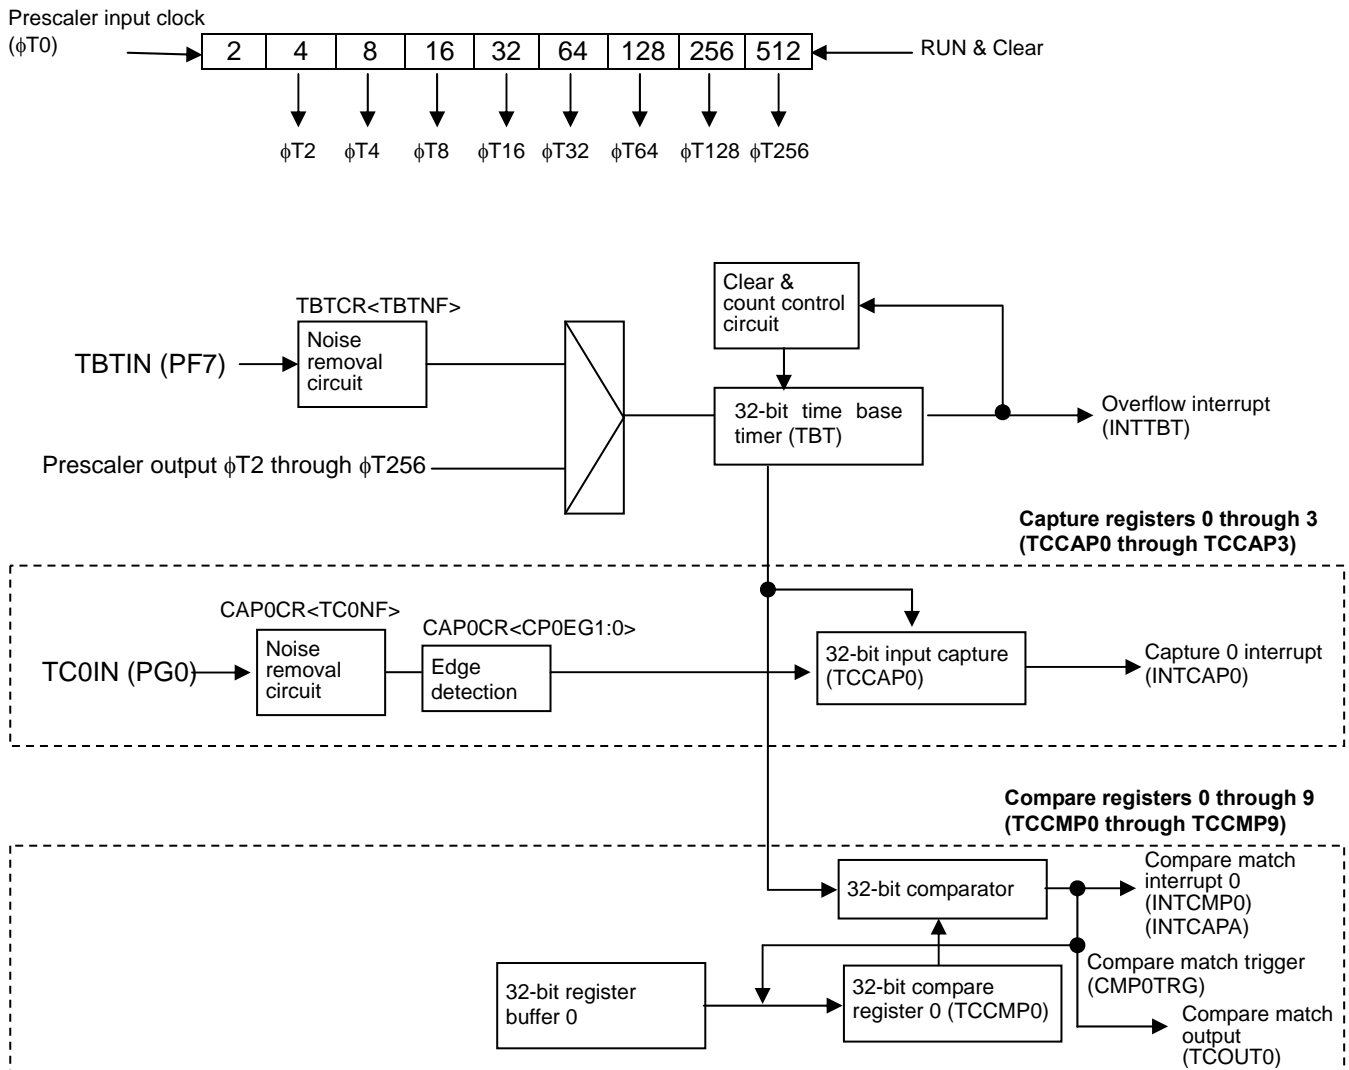 Prescaler input clock
(ϕT0)
2 4 8 16 32 64 128 256 512
RUN & Clear
ϕT2 ϕT4 ϕT8 ϕT16 ϕT32 ϕT64 ϕT128 ϕT256
TBTCR<TBTNF>
TBTIN (PF7)
Noise
removal
circuit
Prescaler output ϕT2 through ϕT256
Clear &
count control
circuit
32-bit time base
timer (TBT)
Overflow interrupt
(INTTBT)
Capture registers 0 through 3
(TCCAP0 through TCCAP3)
CAP0CR<TC0NF>
TC0IN (PG0)
Noise
removal
circuit
CAP0CR<CP0EG1:0>
Edge
detection
32-bit input capture
(TCCAP0)
Capture 0 interrupt
(INTCAP0)
Compare registers 0 through 9
(TCCMP0 through TCCMP9)
32-bit comparator
Compare match
interrupt 0
(INTCMP0)
(INTCAPA)
32-bit register
buffer 0
32-bit compare
register 0 (TCCMP0)
Compare match trigger
(CMP0TRG)
Compare match
output
(TCOUT0)